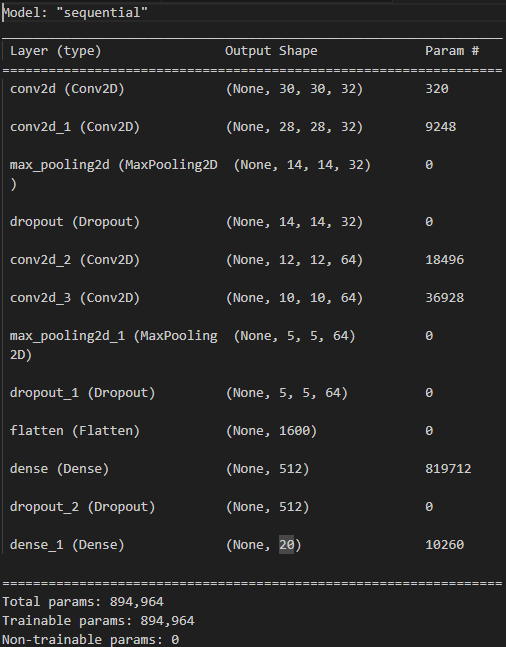 Model: "sequential"
_________________________________________________________________
Layer (type) Output Shape Param #
=================================================================
conv2d (Conv2D) (None, 30, 30, 32) 320
conv2d_1 (Conv2D) (None, 28, 28, 32) 9248
max_pooling2d (MaxPooling2D (None, 14, 14, 32) 0
)
dropout (Dropout) (None, 14, 14, 32) 0
conv2d_2 (Conv2D) (None, 12, 12, 64) 18496
conv2d_3 (Conv2D) (None, 10, 10, 64) 36928
max_pooling2d_1 (MaxPooling (None, 5, 5, 64) 0
2D)
dropout_1 (Dropout) (None, 5, 5, 64) 0
flatten (Flatten) (None, 1600) 0
dense (Dense) (None, 512) 819712
dropout_2 (Dropout) (None, 512) 0
dense_1 (Dense) (None, 20) 10260
=================================================================
Total params: 894,964
Trainable params: 894,964
Non-trainable params: 0